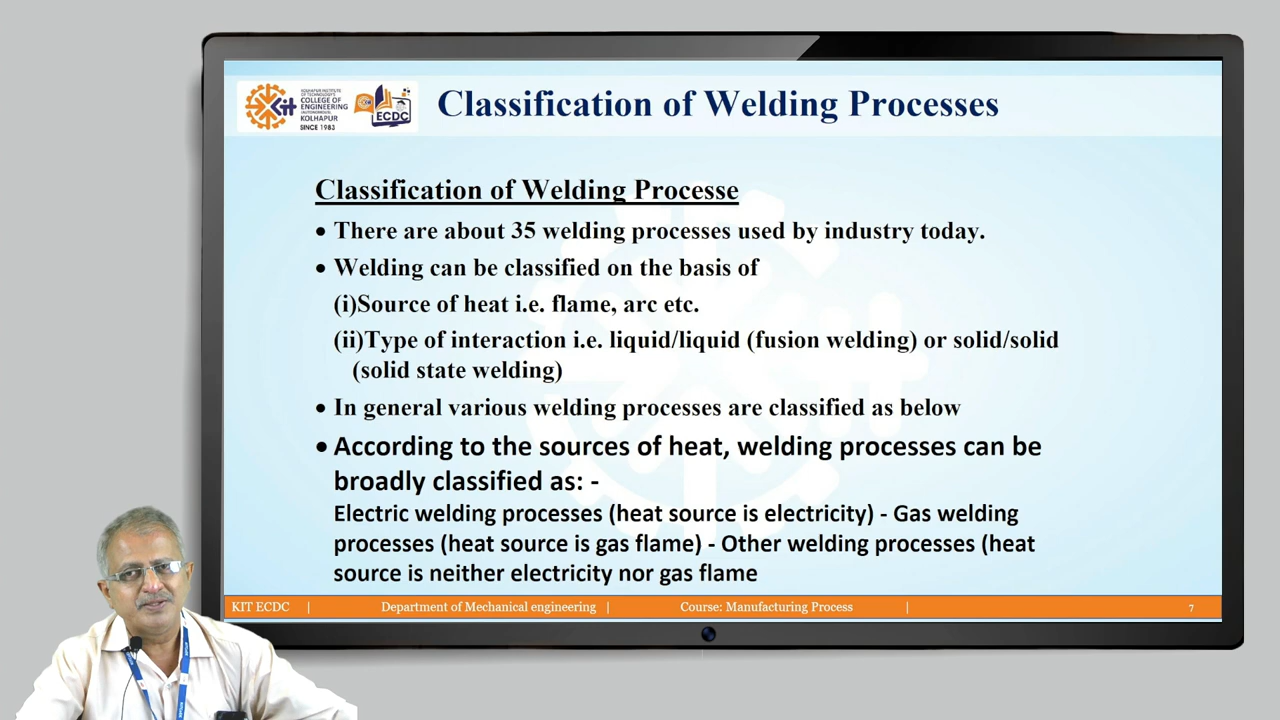 KOLHAPUR INSTITUTE
OF TECHNOLOGY'S
COLLEGE OF
ENGINEERING
(AUTONOMOUS)
KOLHAPUR
SINCE 1983
ECDC
Classification of Welding Processes
Classification of Welding Processe
• There are about 35 welding processes used by industry today.
• Welding can be classified on the basis of
(i)Source of heat i.e. flame, arc etc.
(ii)Type of interaction i.e. liquid/liquid (fusion welding) or solid/solid
(solid state welding)
• In general various welding processes are classified as below
• According to the sources of heat, welding processes can be
broadly classified as: -
Electric welding processes (heat source is electricity) - Gas welding
processes (heat source is gas flame) - Other welding processes (heat
source is neither electricity nor gas flame
KIT ECDC | Department of Mechanical engineering | Course: Manufacturing Process | 7